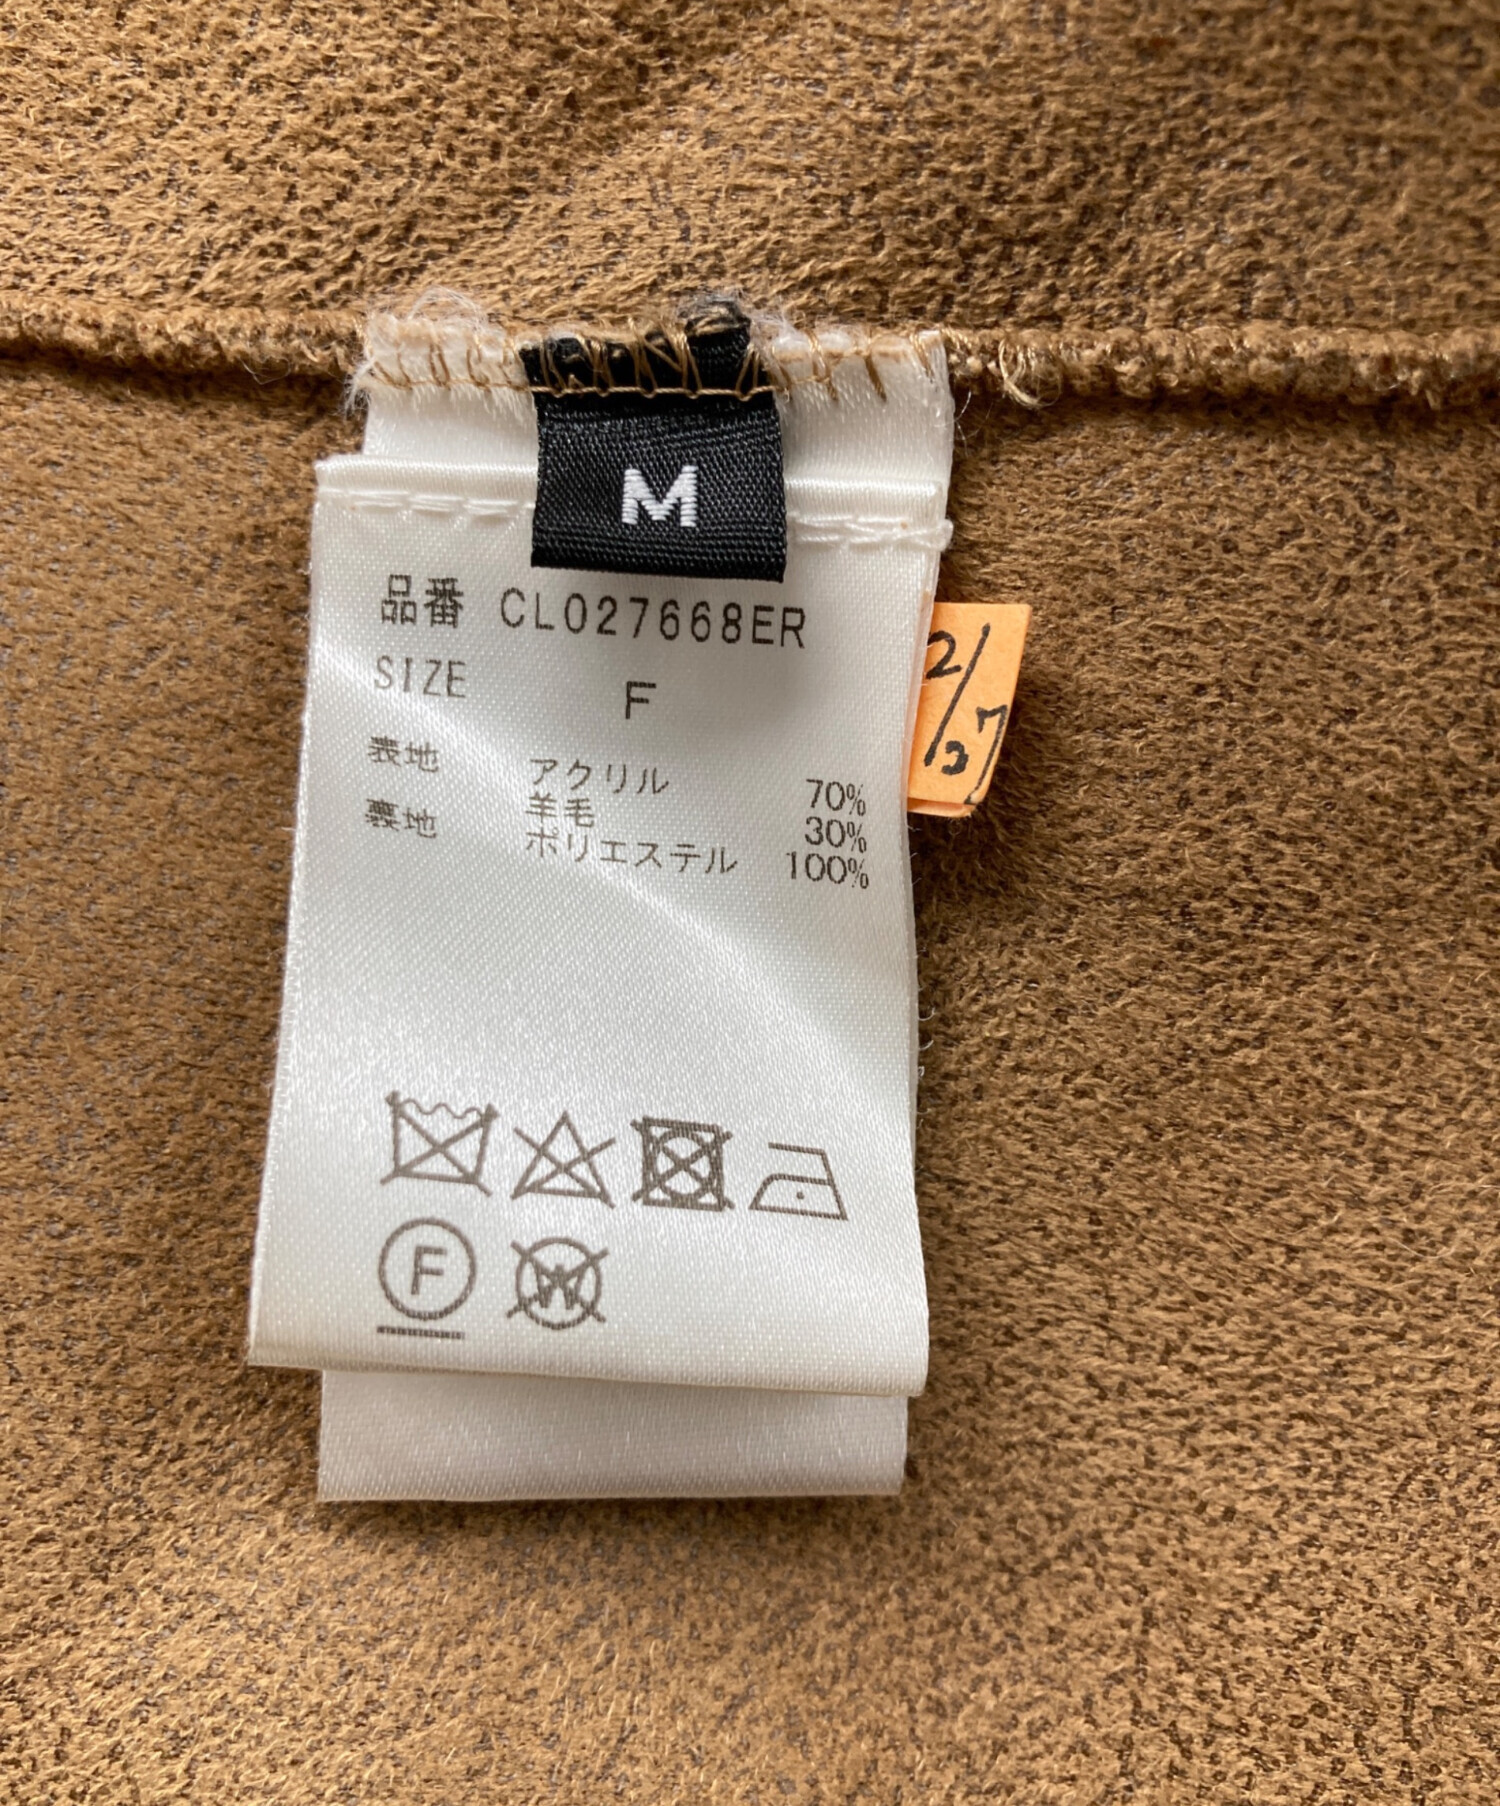 M
品番 CL027668ER
SIZE F
表地 アクリル 70%
羊毛 30%
裏地 ポリエステル 100%
F
W
2/27